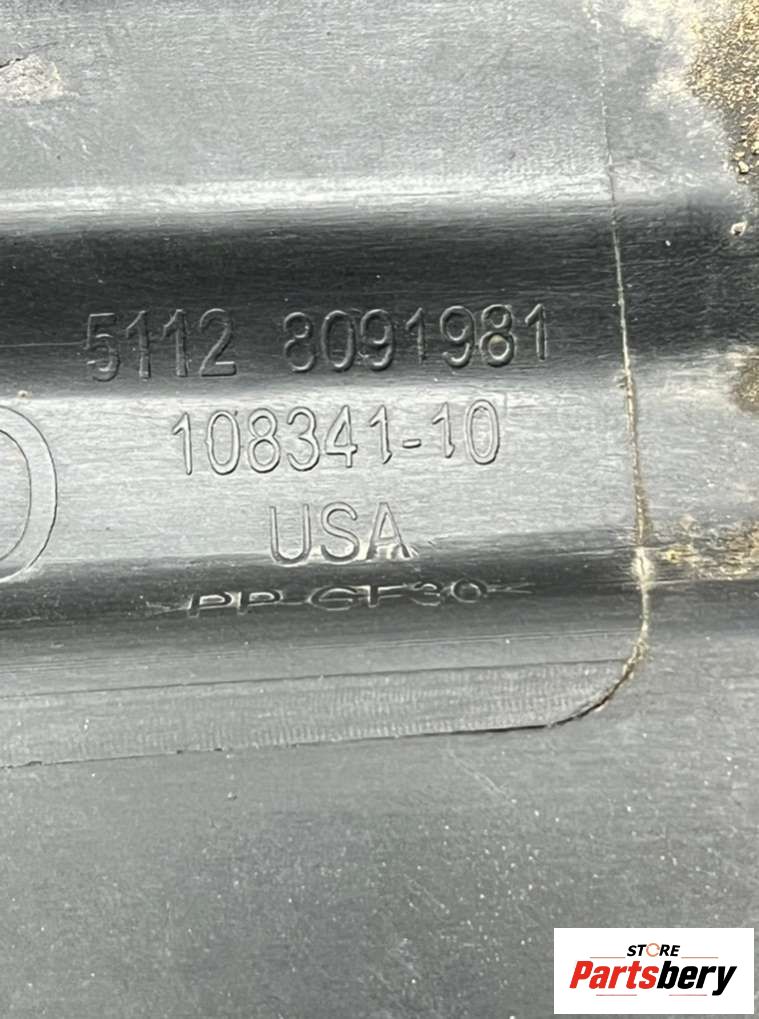 5112 8091981
108341-10
USA
>PP-GF30<
STORE
Partsbery